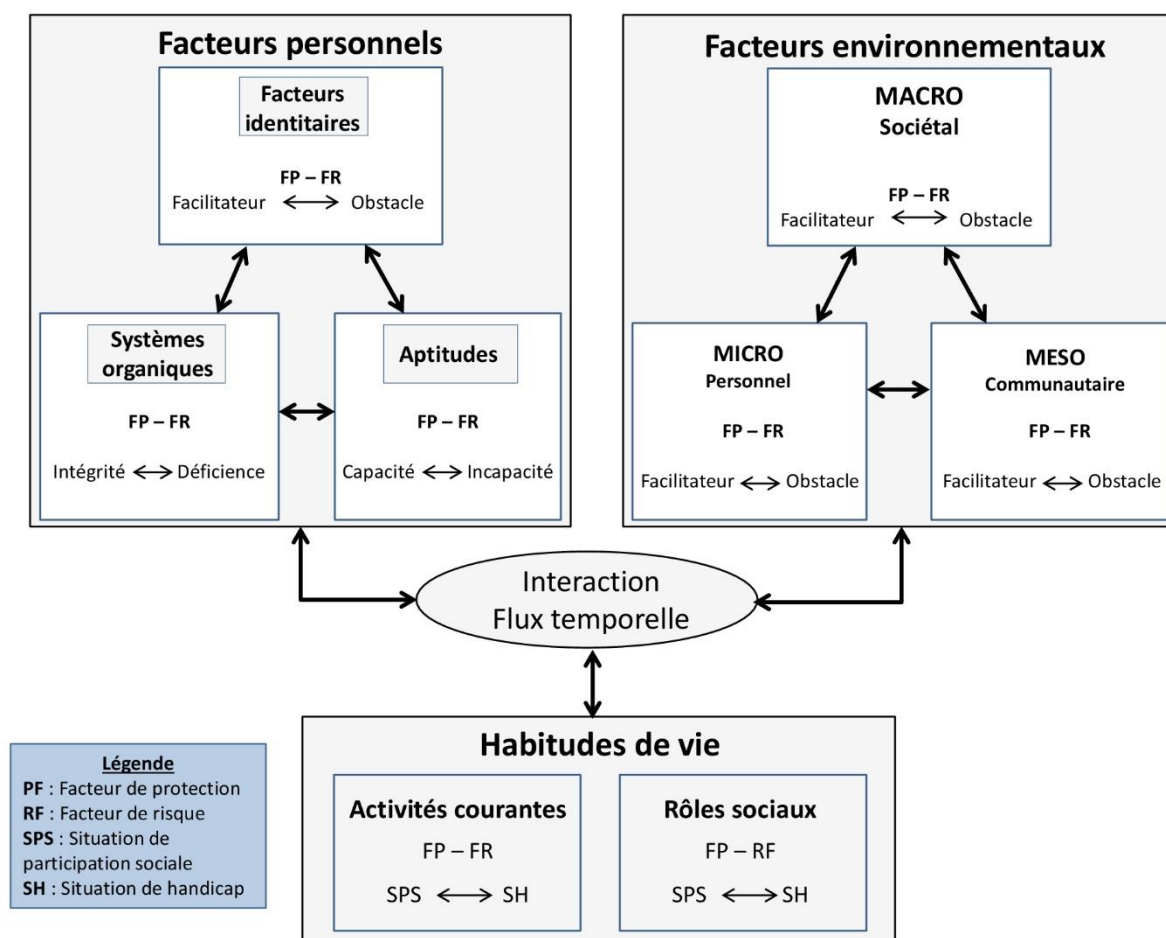 Facteurs personnels
Facteurs
identitaires
FP – FR
Facilitateur Obstacle
Systèmes
organiques
FP – FR
Intégrité Déficience
Aptitudes
FP – FR
Capacité Incapacité
Facteurs environnementaux
MACRO
Sociétal
FP – FR
Facilitateur Obstacle
MICRO
Personnel
FP – FR
Facilitateur Obstacle
MESO
Communautaire
FP – FR
Facilitateur Obstacle
Interaction
Flux temporelle
Habitudes de vie
Activités courantes
FP – FR
SPS SH
Rôles sociaux
FP – RF
SPS SH
Légende
PF : Facteur de protection
RF : Facteur de risque
SPS : Situation de
participation sociale
SH : Situation de handicap